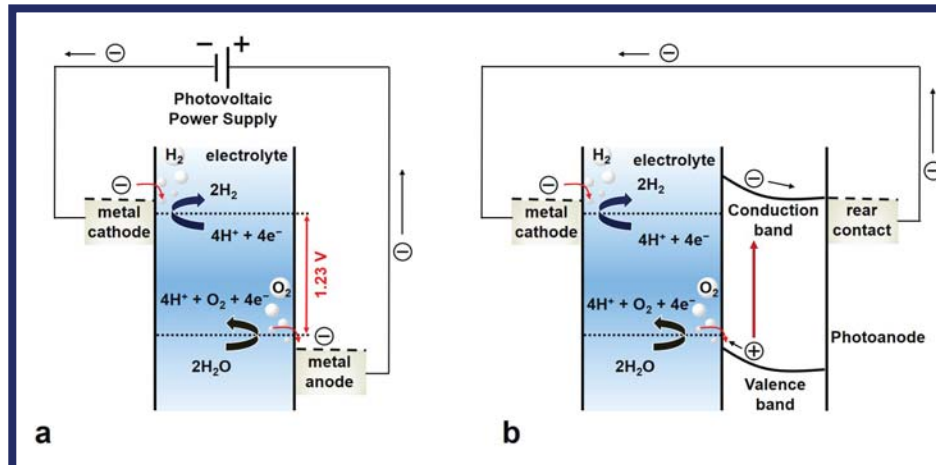 − +
Photovoltaic
Power Supply
H₂
electrolyte
2H₂
metal
cathode
4H⁺ + 4e⁻
1.23 V
O₂
4H⁺ + O₂ + 4e⁻
2H₂O
metal
anode
a
H₂
electrolyte
2H₂
metal
cathode
4H⁺ + 4e⁻
Conduction
band
rear
contact
O₂
4H⁺ + O₂ + 4e⁻
Photoanode
2H₂O
Valence
band
b